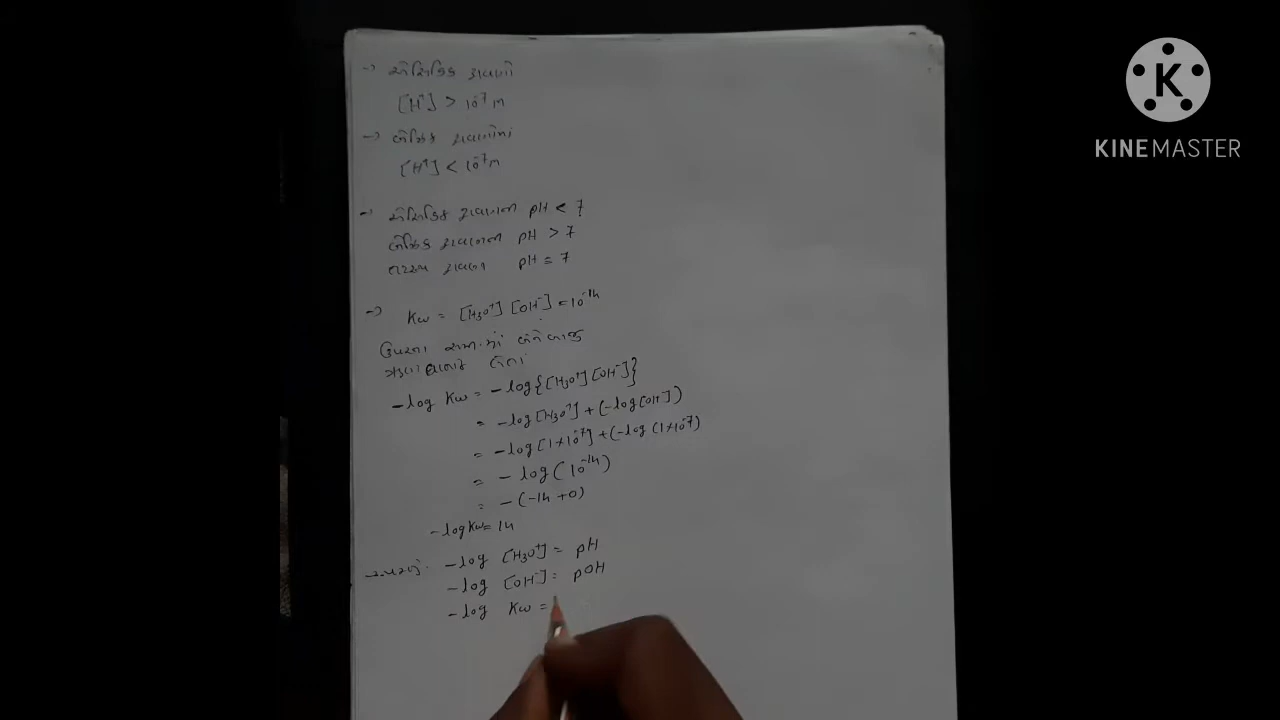 → એસિડિક દ્રાવણો
[H⁺] > 10⁻⁷ m
→ બેઝિક દ્રાવણોમાં
[H⁺] < 10⁻⁷ m
→ એસિડિક દ્રાવણની pH < 7
બેઝિક દ્રાવણની pH > 7
તટસ્થ દ્રાવણ pH = 7
→ Kw = [H₃O⁺] [OH⁻] = 10⁻¹⁴
ઉપરના સમી.માં બંને બાજુ
ઋણ લેતાં
-log Kw = -log{[H₃O⁺][OH⁻]}
= -log[H₃O⁺] + (-log[OH⁻])
= -log[1×10⁻⁷] + (-log(1×10⁻⁷)
= -log(10⁻¹⁴)
= -(-14+0)
-log Kw = 14
-log [H₃O⁺] = pH
-log [OH⁻] = pOH
-log Kw =
K
KINEMASTER